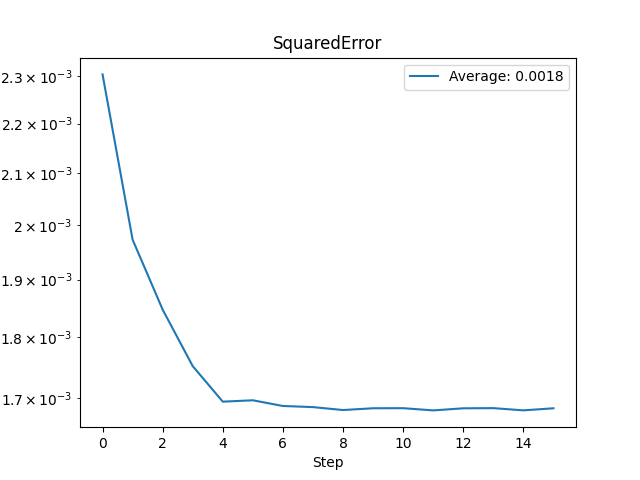 SquaredError
Average: 0.0018
2.3 × 10⁻³
2.2 × 10⁻³
2.1 × 10⁻³
2 × 10⁻³
1.9 × 10⁻³
1.8 × 10⁻³
1.7 × 10⁻³
0 2 4 6 8 10 12 14
Step